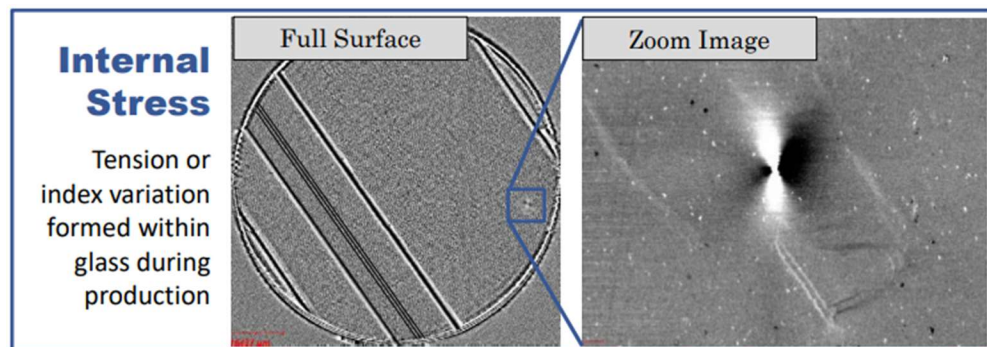 Internal
Stress
Tension or
index variation
formed within
glass during
production
Full Surface
Zoom Image